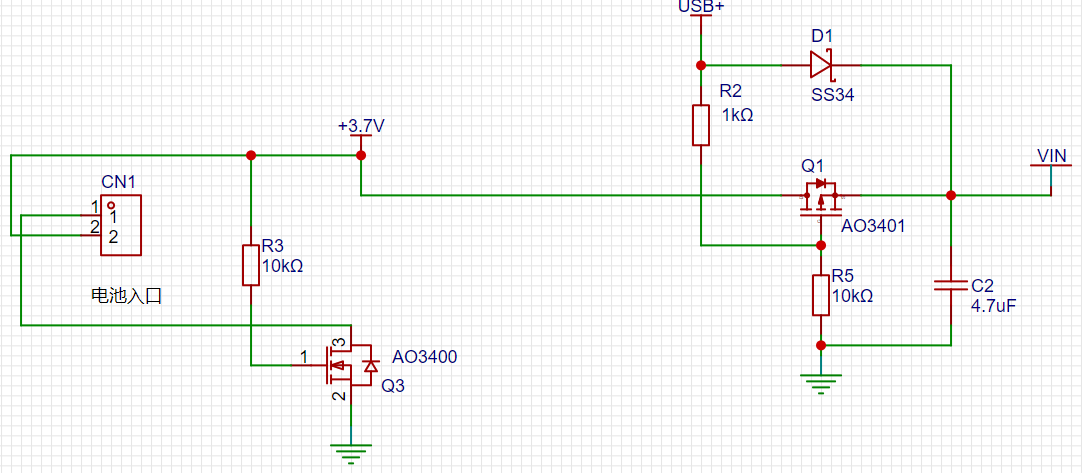 USB+
D1
SS34
R2
1kΩ
+3.7V
Q1
VIN
AO3401
CN1
1
1
2
2
R3
10kΩ
R5
10kΩ
C2
4.7uF
电池入口
3
1
AO3400
Q3
2